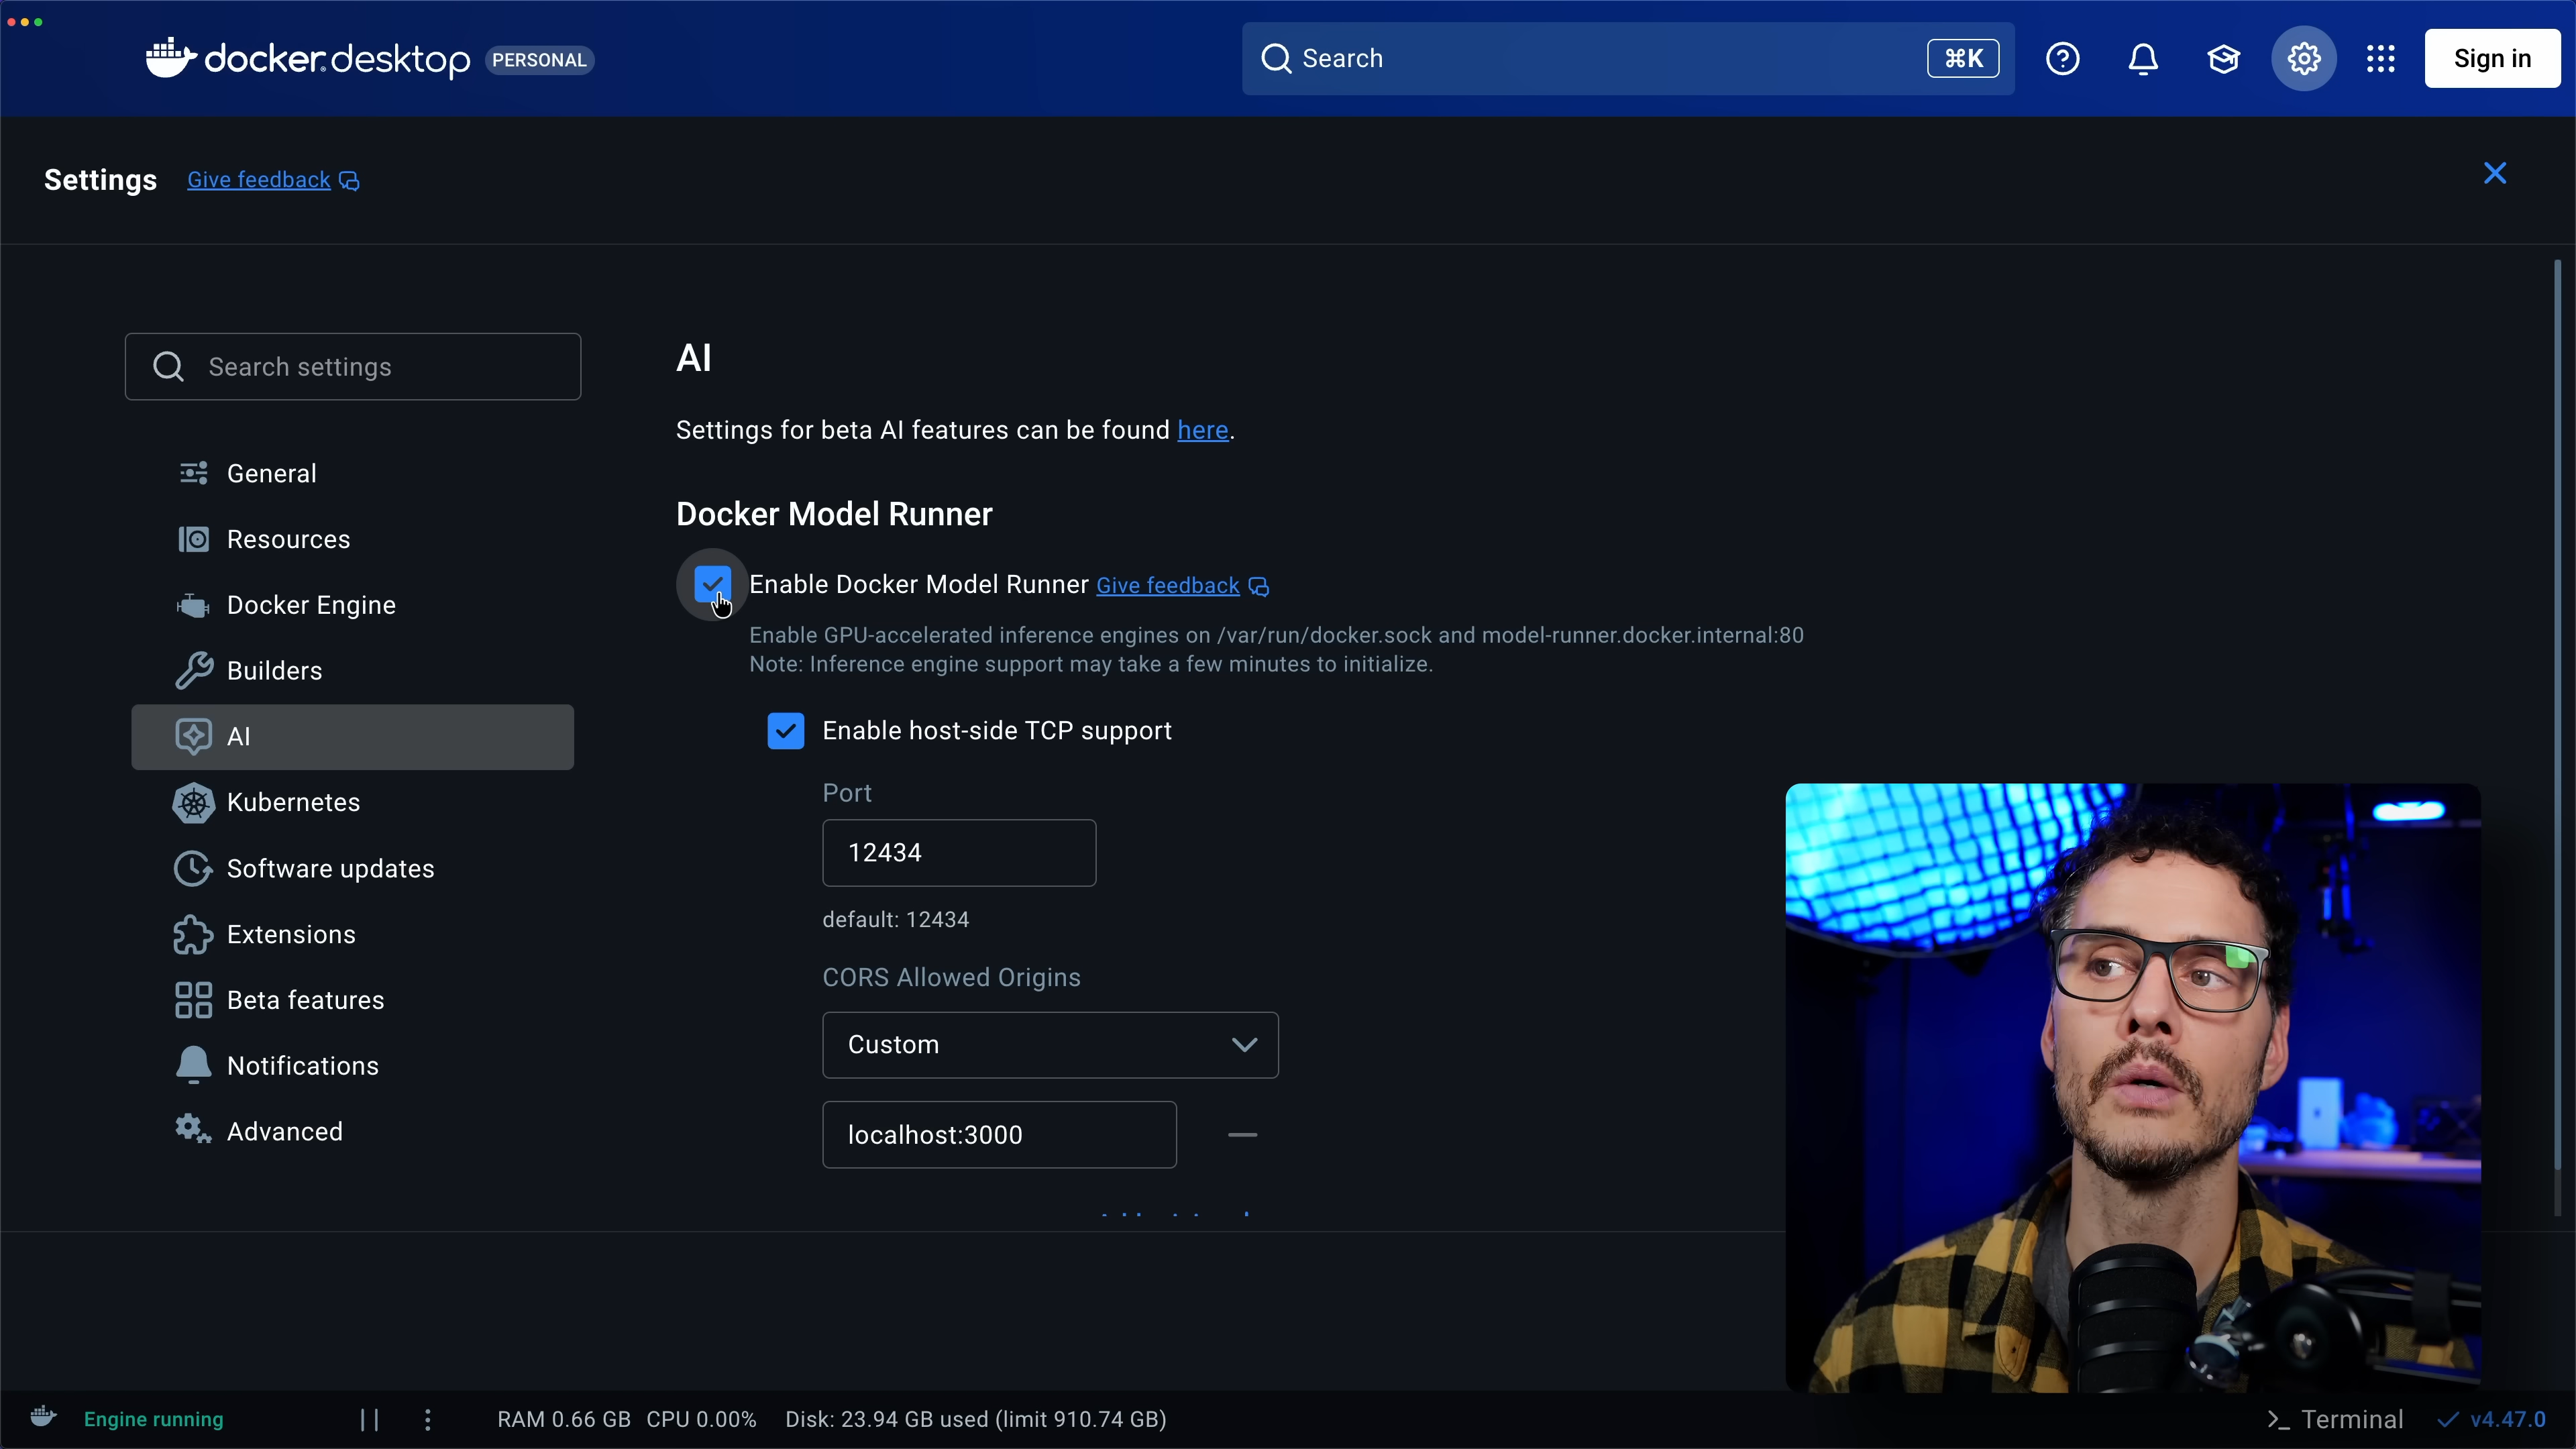 docker desktop PERSONAL
Search
⌘K
Sign in
Settings
Give feedback
Search settings
General
Resources
Docker Engine
Builders
AI
Kubernetes
Software updates
Extensions
Beta features
Notifications
Advanced
AI
Settings for beta AI features can be found here.
Docker Model Runner
Enable Docker Model Runner Give feedback
Enable GPU-accelerated inference engines on /var/run/docker.sock and model-runner.docker.internal:80
Note: Inference engine support may take a few minutes to initialize.
Enable host-side TCP support
Port
12434
default: 12434
CORS Allowed Origins
Custom
localhost:3000
Engine running
RAM 0.66 GB CPU 0.00% Disk: 23.94 GB used (limit 910.74 GB)
Terminal
v4.47.0